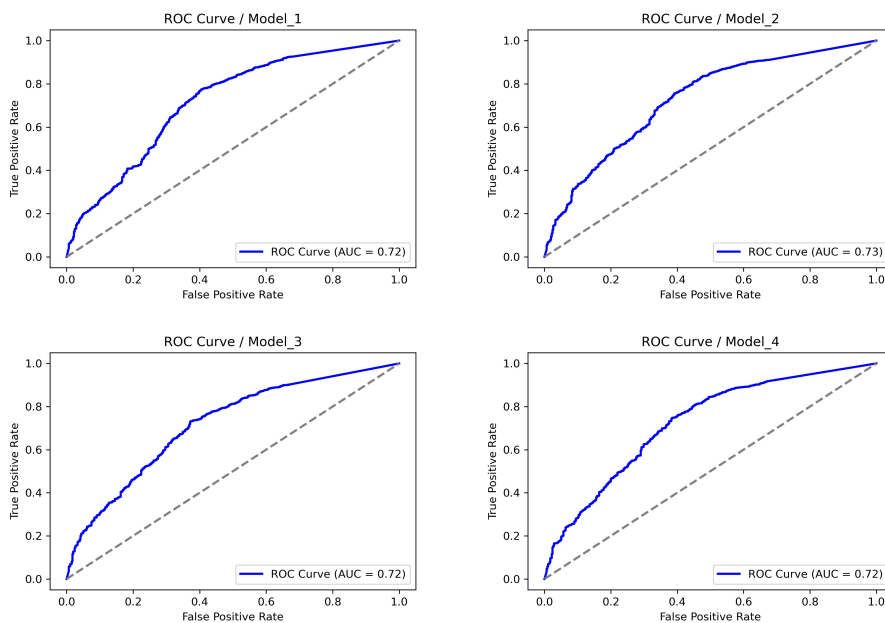 ROC Curve / Model_1
True Positive Rate
1.0
0.8
0.6
0.4
0.2
0.0
ROC Curve (AUC = 0.72)
0.0 0.2 0.4 0.6 0.8 1.0
False Positive Rate
ROC Curve / Model_2
True Positive Rate
1.0
0.8
0.6
0.4
0.2
0.0
ROC Curve (AUC = 0.73)
0.0 0.2 0.4 0.6 0.8 1.0
False Positive Rate
ROC Curve / Model_3
True Positive Rate
1.0
0.8
0.6
0.4
0.2
0.0
ROC Curve (AUC = 0.72)
0.0 0.2 0.4 0.6 0.8 1.0
False Positive Rate
ROC Curve / Model_4
True Positive Rate
1.0
0.8
0.6
0.4
0.2
0.0
ROC Curve (AUC = 0.72)
0.0 0.2 0.4 0.6 0.8 1.0
False Positive Rate